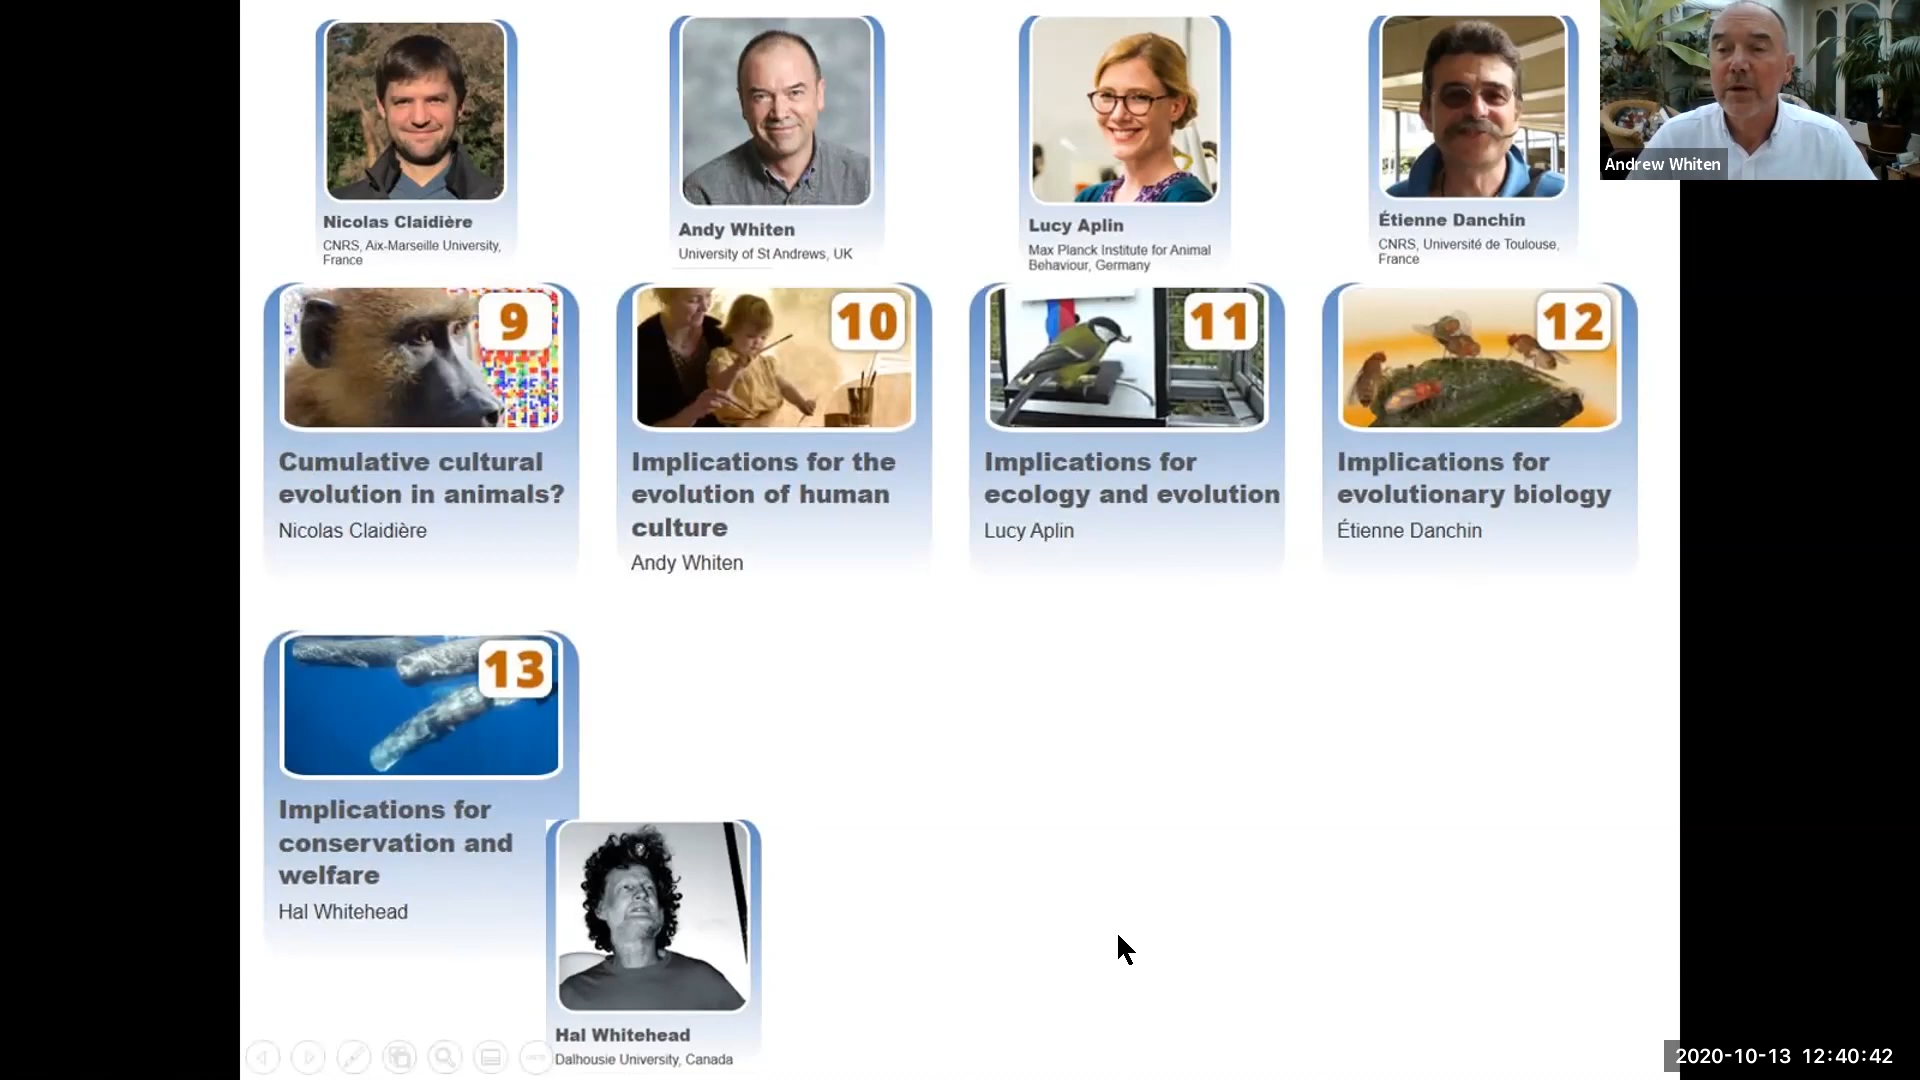 Nicolas Claidière
CNRS, Aix-Marseille University,
France
Andy Whiten
University of St Andrews, UK
Lucy Aplin
Max Planck Institute for Animal
Behaviour, Germany
Étienne Danchin
CNRS, Université de Toulouse,
France
Andrew Whiten
9
Cumulative cultural
evolution in animals?
Nicolas Claidière
10
Implications for the
evolution of human
culture
Andy Whiten
11
Implications for
ecology and evolution
Lucy Aplin
12
Implications for
evolutionary biology
Étienne Danchin
13
Implications for
conservation and
welfare
Hal Whitehead
Hal Whitehead
Dalhousie University, Canada
2020-10-13 12:40:42